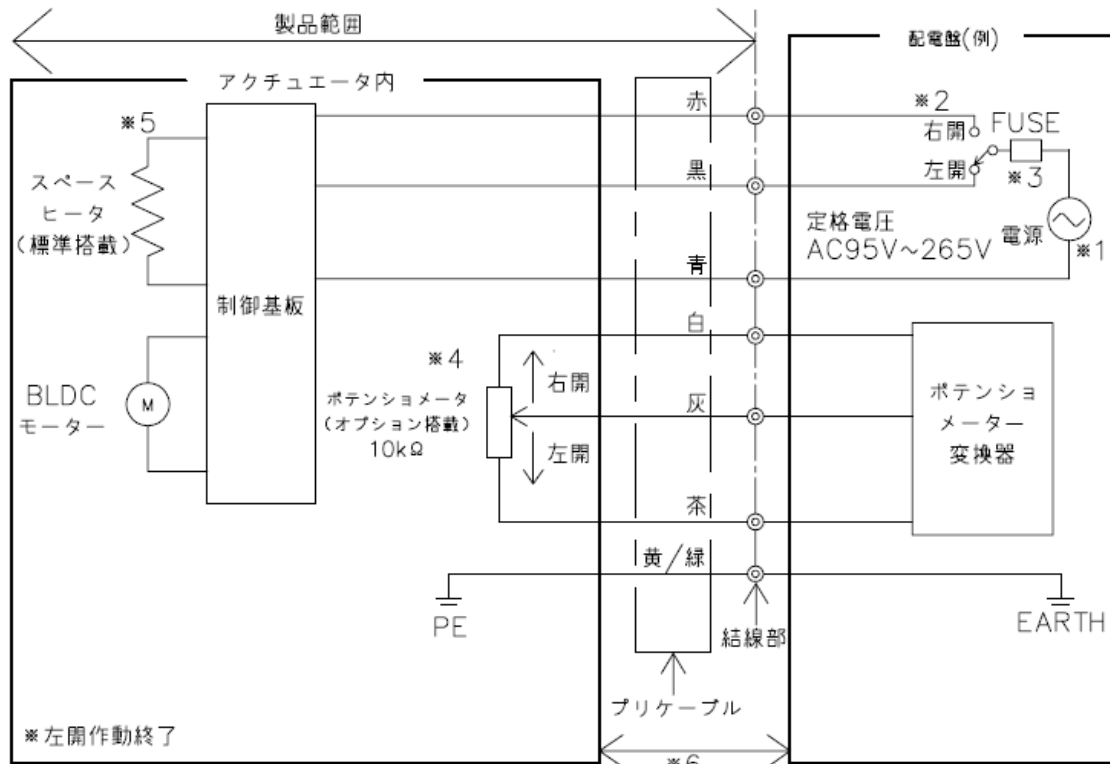 製品範囲
配電盤(例)
アクチュエータ内
赤
※2
※5
右開
FUSE
黒
左開
※3
スペース
ヒータ
(標準搭載)
定格電圧
AC95V～265V
電源
※1
青
制御基板
白
※4
右開
BLDC
モーター
M
ポテンショメータ
(オプション搭載)
10kΩ
灰
ポテンショ
メーター
変換器
左開
茶
黄/緑
PE
EARTH
結線部
プリケーブル
※左開作動終了
※6